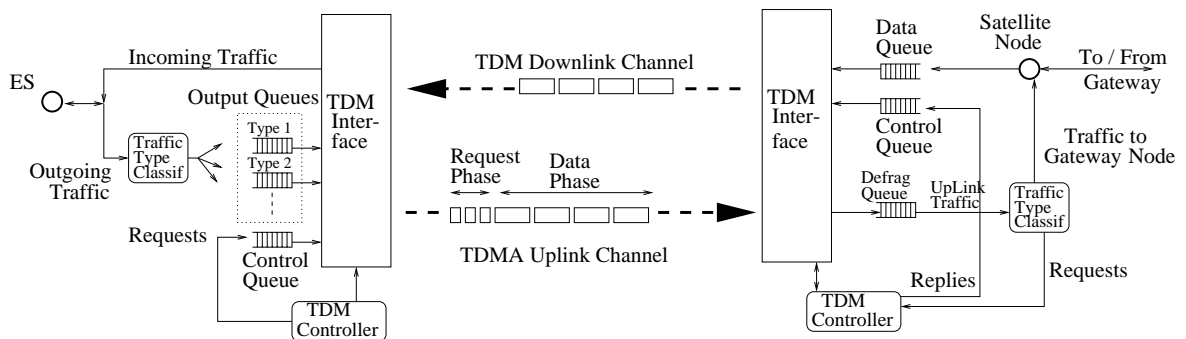 Incoming Traffic
ES
Output Queues
Type 1
Type 2
Traffic
Type
Classif
Outgoing
Traffic
Requests
Control
Queue
TDM
Controller
TDM
Inter-
face
TDM Downlink Channel
Request
Phase
Data
Phase
TDMA Uplink Channel
TDM
Inter-
face
Data
Queue
Satellite
Node
To / From
Gateway
Control
Queue
Traffic to
Gateway Node
Defrag
Queue
UpLink
Traffic
Traffic
Type
Classif
Replies
Requests
TDM
Controller